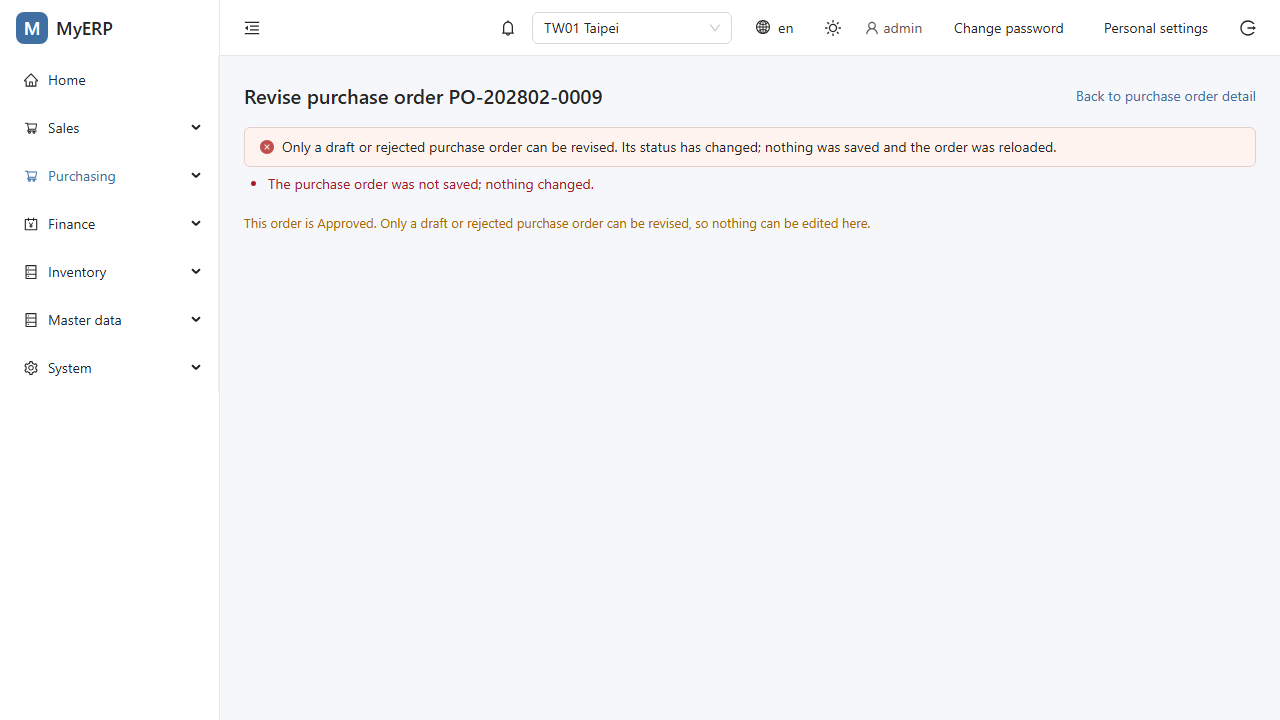 M MyERP
TW01 Taipei
en
admin
Change password
Personal settings
Home
Sales
Purchasing
Finance
Inventory
Master data
System
Revise purchase order PO-202802-0009
Back to purchase order detail
Only a draft or rejected purchase order can be revised. Its status has changed; nothing was saved and the order was reloaded.
• The purchase order was not saved; nothing changed.
This order is Approved. Only a draft or rejected purchase order can be revised, so nothing can be edited here.